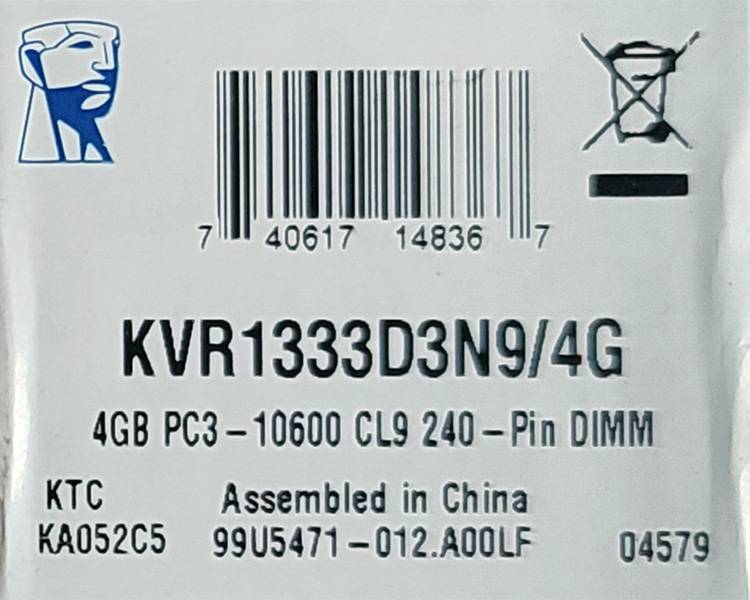 7 40617 14836 7
KVR1333D3N9/4G
4GB PC3-10600 CL9 240-Pin DIMM
KTC Assembled in China
KA052C5 99U5471-012.A00LF 04579